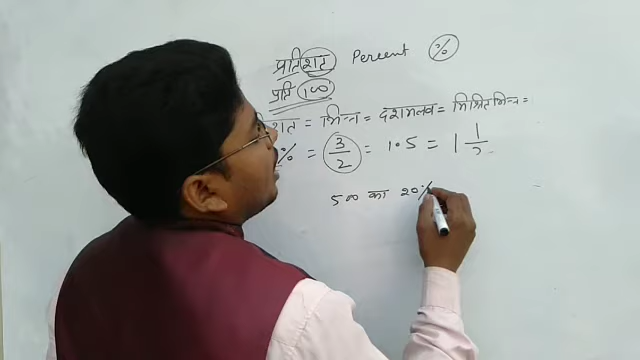 प्रतिशत Percent %
प्रति 100
शत = भिन्न = दशमलव = मिश्रित भिन्न =
% = 3/2 = 1.5 = 1 1/2
500 का 20%